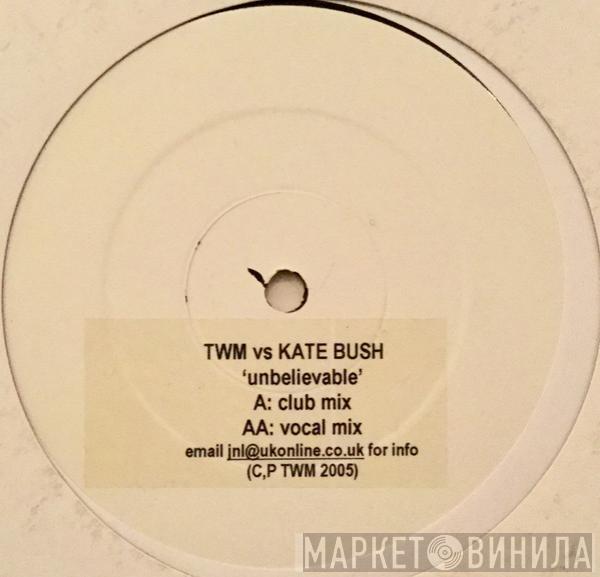 TWM vs KATE BUSH
'unbelievable'
A: club mix
AA: vocal mix
email jnl@ukonline.co.uk for info
(C,P TWM 2005)
МАРКЕТ ВИНИЛА